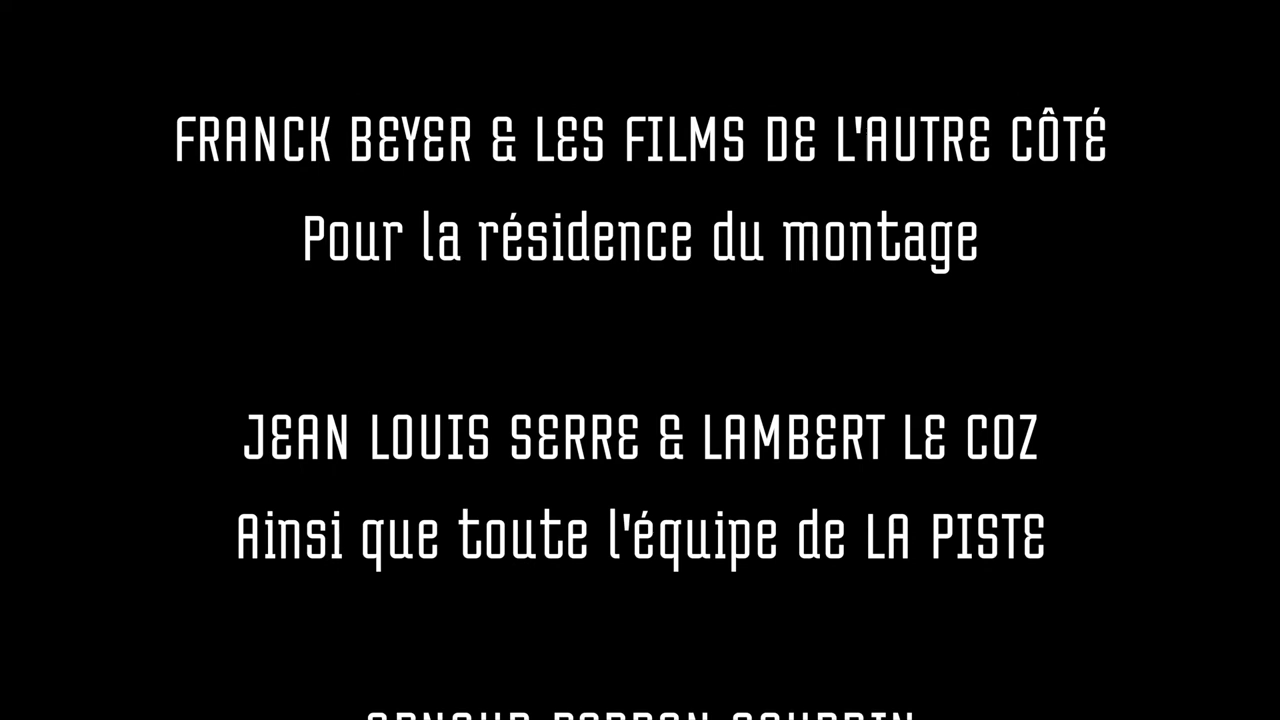 FRANCK BEYER & LES FILMS DE L'AUTRE CÔTÉ
Pour la résidence du montage
JEAN LOUIS SERRE & LAMBERT LE COZ
Ainsi que toute l'équipe de LA PISTE